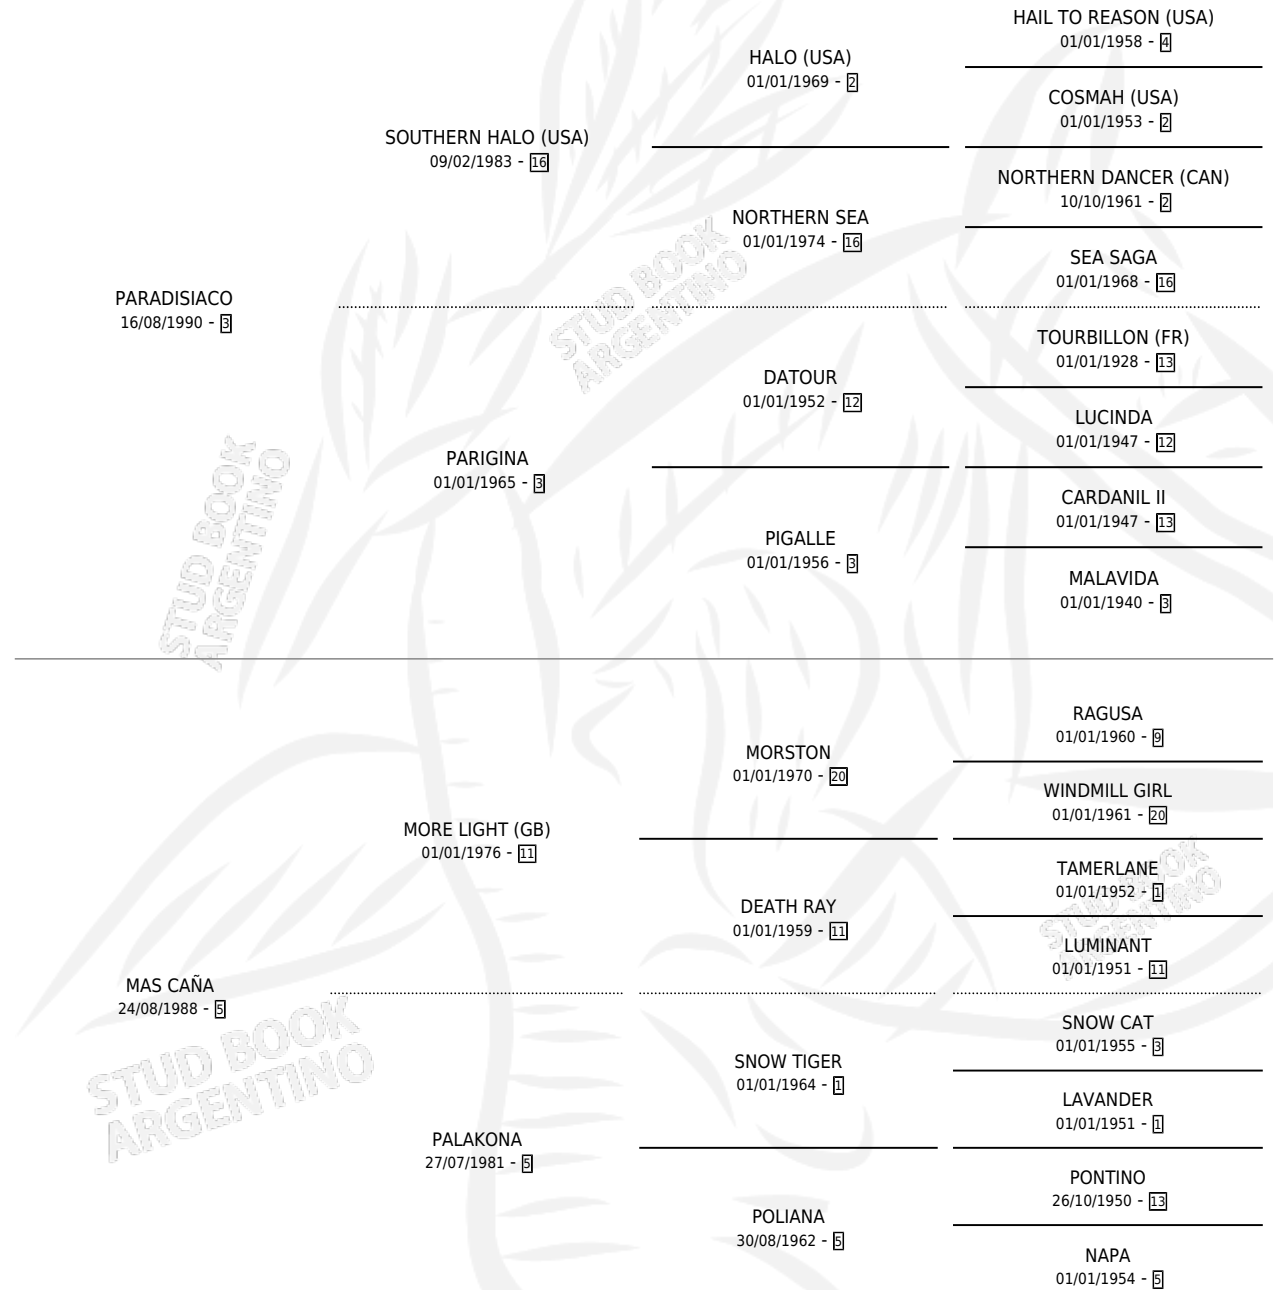 HAIL TO REASON (USA)
01/01/1958 - 4
HALO (USA)
01/01/1969 - 2
COSMAH (USA)
01/01/1953 - 2
SOUTHERN HALO (USA)
09/02/1983 - 16
NORTHERN DANCER (CAN)
10/10/1961 - 2
NORTHERN SEA
01/01/1974 - 16
SEA SAGA
01/01/1968 - 16
PARADISIACO
16/08/1990 - 3
TOURBILLON (FR)
01/01/1928 - 13
DATOUR
01/01/1952 - 12
LUCINDA
01/01/1947 - 12
PARIGINA
01/01/1965 - 3
CARDANIL II
01/01/1947 - 13
PIGALLE
01/01/1956 - 3
MALAVIDA
01/01/1940 - 3
RAGUSA
01/01/1960 - 9
MORSTON
01/01/1970 - 20
WINDMILL GIRL
01/01/1961 - 20
MORE LIGHT (GB)
01/01/1976 - 11
TAMERLANE
01/01/1952 - 1
DEATH RAY
01/01/1959 - 11
LUMINANT
01/01/1951 - 11
MAS CAÑA
24/08/1988 - 5
SNOW CAT
01/01/1955 - 3
SNOW TIGER
01/01/1964 - 1
LAVANDER
01/01/1951 - 1
PALAKONA
27/07/1981 - 5
PONTINO
26/10/1950 - 13
POLIANA
30/08/1962 - 5
NAPA
01/01/1954 - 5
STUD BOOK
ARGENTINO
STUD BOOK
ARGENTINO
STUD BOOK
ARGENTINO
STUD BOOK
ARGENTINO